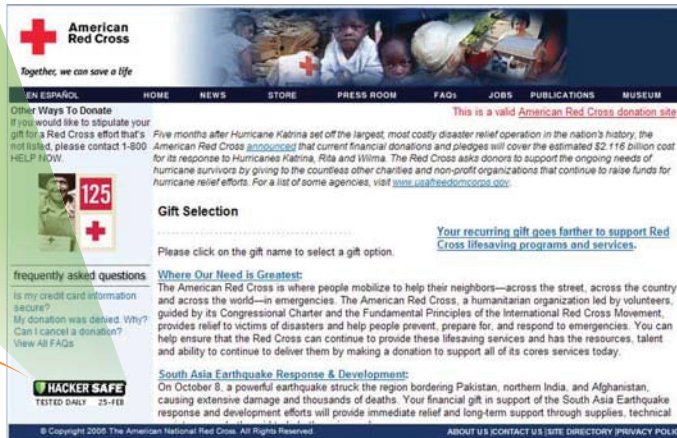 American
Red Cross
Together, we can save a life
EN ESPAÑOL HOME NEWS STORE PRESS ROOM FAQs JOBS PUBLICATIONS MUSEUM
Other Ways To Donate
If you would like to stipulate your
gift for a Red Cross effort that's
not listed, please contact 1-800
HELP NOW.
125
frequently asked questions
Is my credit card information
secure?
My donation was denied. Why?
Can I cancel a donation?
View All FAQs
HACKER SAFE
TESTED DAILY 25-FEB
This is a valid American Red Cross donation site
Five months after Hurricane Katrina set off the largest, most costly disaster relief operation in the nation's history, the
American Red Cross announced that current financial donations and pledges will cover the estimated $2.116 billion cost
for its response to Hurricanes Katrina, Rita and Wilma. The Red Cross asks donors to support the ongoing needs of
hurricane survivors by giving to the countless other charities and non-profit organizations that continue to raise funds for
hurricane relief efforts. For a list of some agencies, visit www.usafreedomcorps.gov.
Gift Selection
Please click on the gift name to select a gift option.
Your recurring gift goes farther to support Red
Cross lifesaving programs and services.
Where Our Need is Greatest:
The American Red Cross is where people mobilize to help their neighbors—across the street, across the country
and across the world—in emergencies. The American Red Cross, a humanitarian organization led by volunteers,
guided by its Congressional Charter and the Fundamental Principles of the International Red Cross Movement,
provides relief to victims of disasters and help people prevent, prepare for, and respond to emergencies. You can
help ensure that the Red Cross can continue to provide these lifesaving services and has the resources, talent
and ability to continue to deliver them by making a donation to support all of its cores services today.
South Asia Earthquake Response & Development:
On October 8, a powerful earthquake struck the region bordering Pakistan, northern India, and Afghanistan,
causing extensive damage and thousands of deaths. Your financial gift in support of the South Asia Earthquake
response and development efforts will provide immediate relief and long-term support through supplies, technical
© Copyright 2005 The American National Red Cross. All Rights Reserved. ABOUT US |CONTACT US |SITE DIRECTORY |PRIVACY POLI